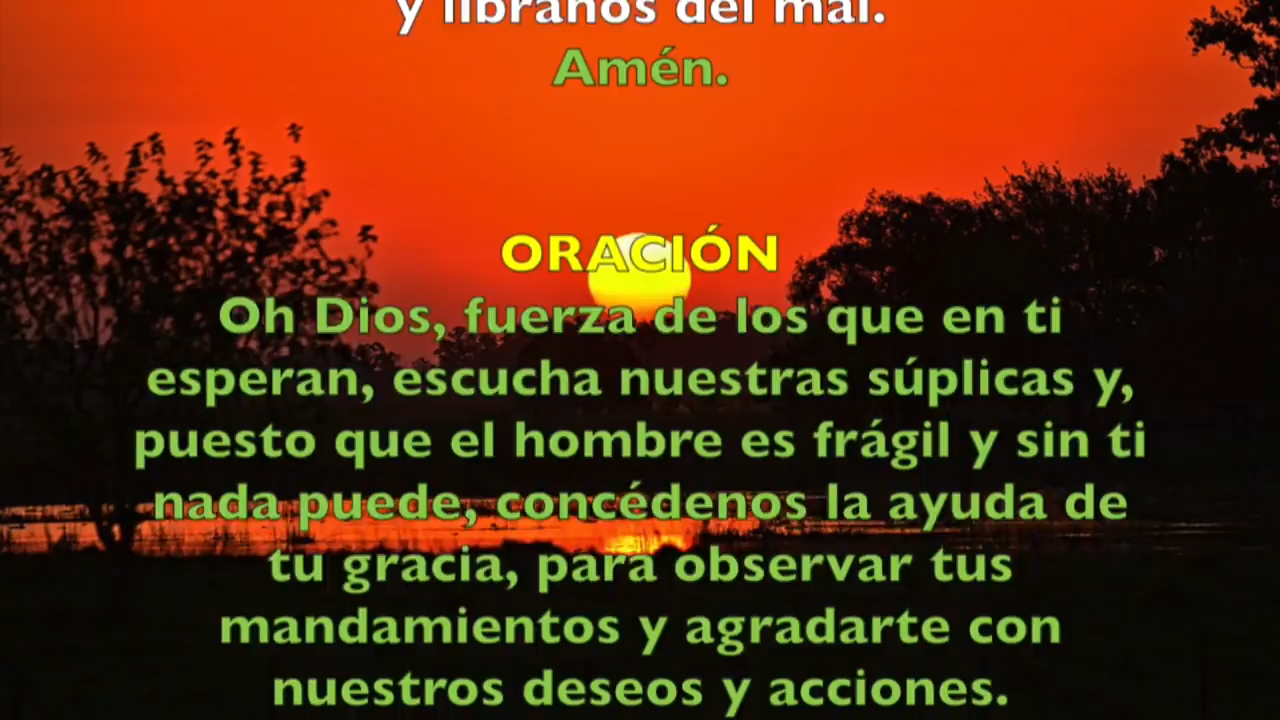 y líbranos del mal.
Amén.
ORACIÓN
Oh Dios, fuerza de los que en ti
esperan, escucha nuestras súplicas y,
puesto que el hombre es frágil y sin ti
nada puede, concédenos la ayuda de
tu gracia, para observar tus
mandamientos y agradarte con
nuestros deseos y acciones.